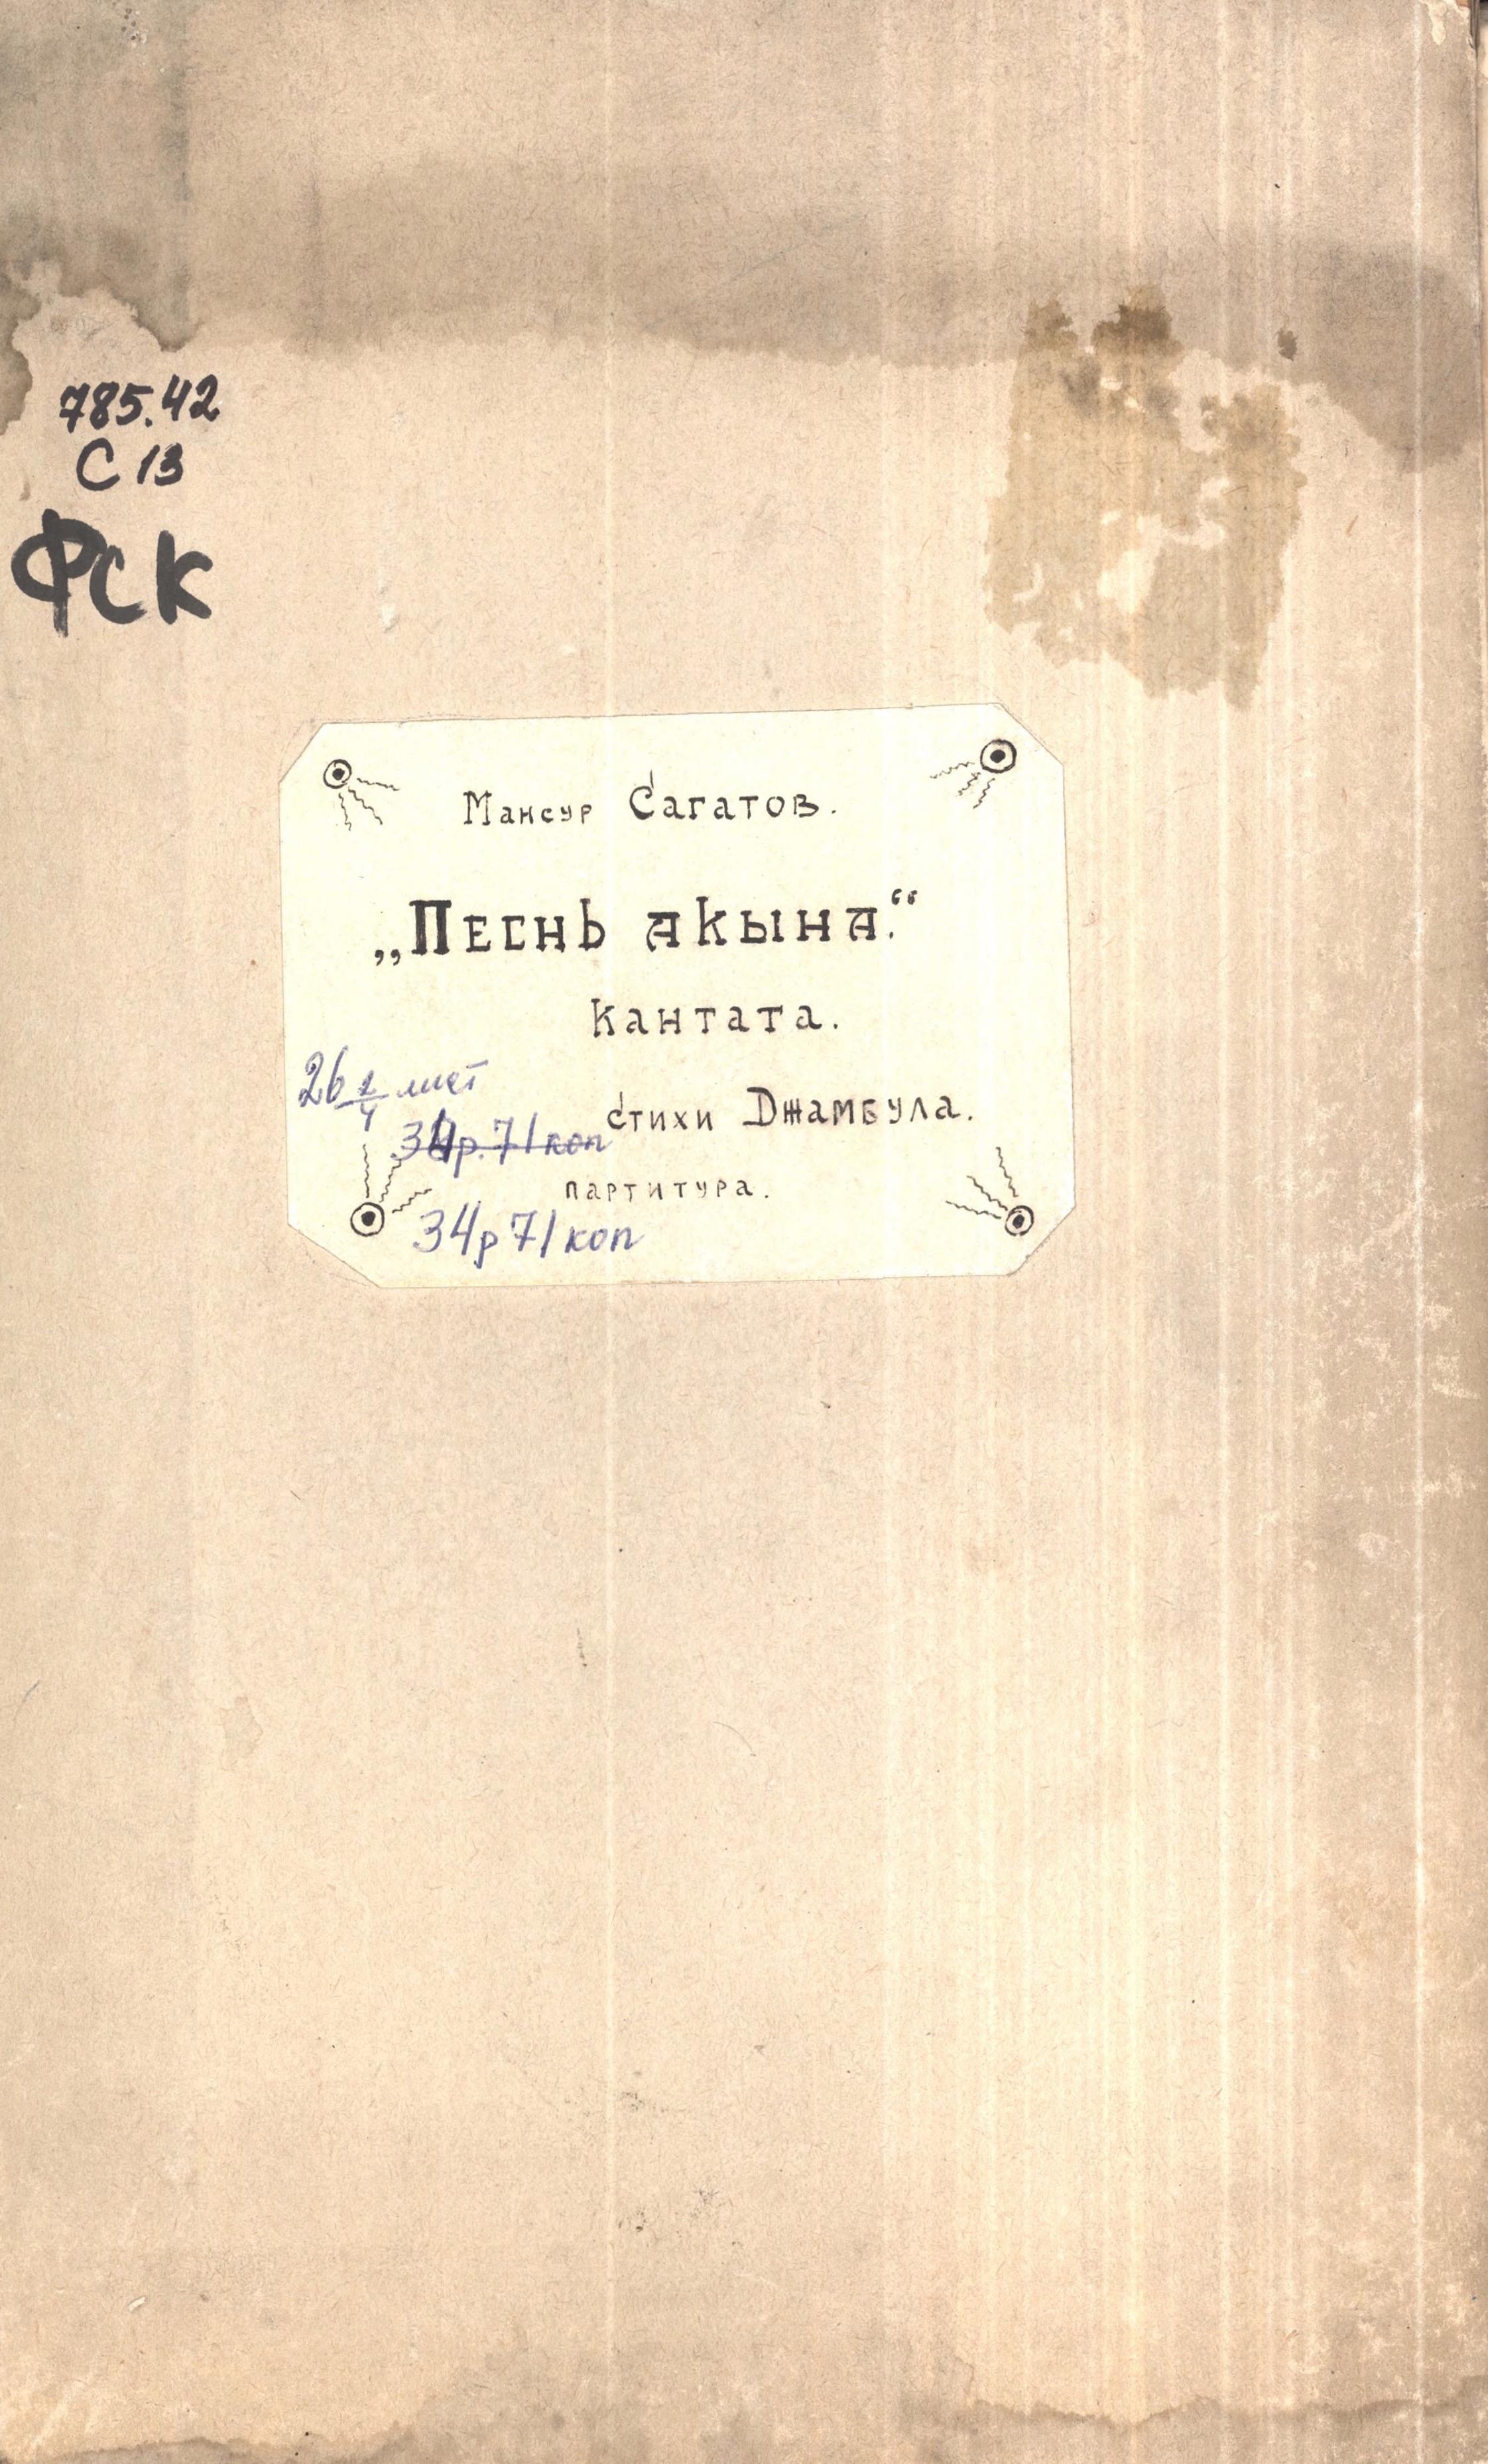 785.42
С 13
ФСК
Мансур Сагатов.
„Песнь акына."
кантата.
26 1/4 лист
стихи Джамбула.
34р. 71 коп
партитура.
34р 71 коп